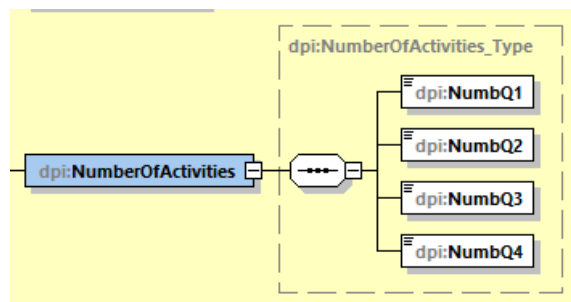 dpi:NumberOfActivities_Type
dpi:NumbQ1
dpi:NumbQ2
dpi:NumberOfActivities
dpi:NumbQ3
dpi:NumbQ4